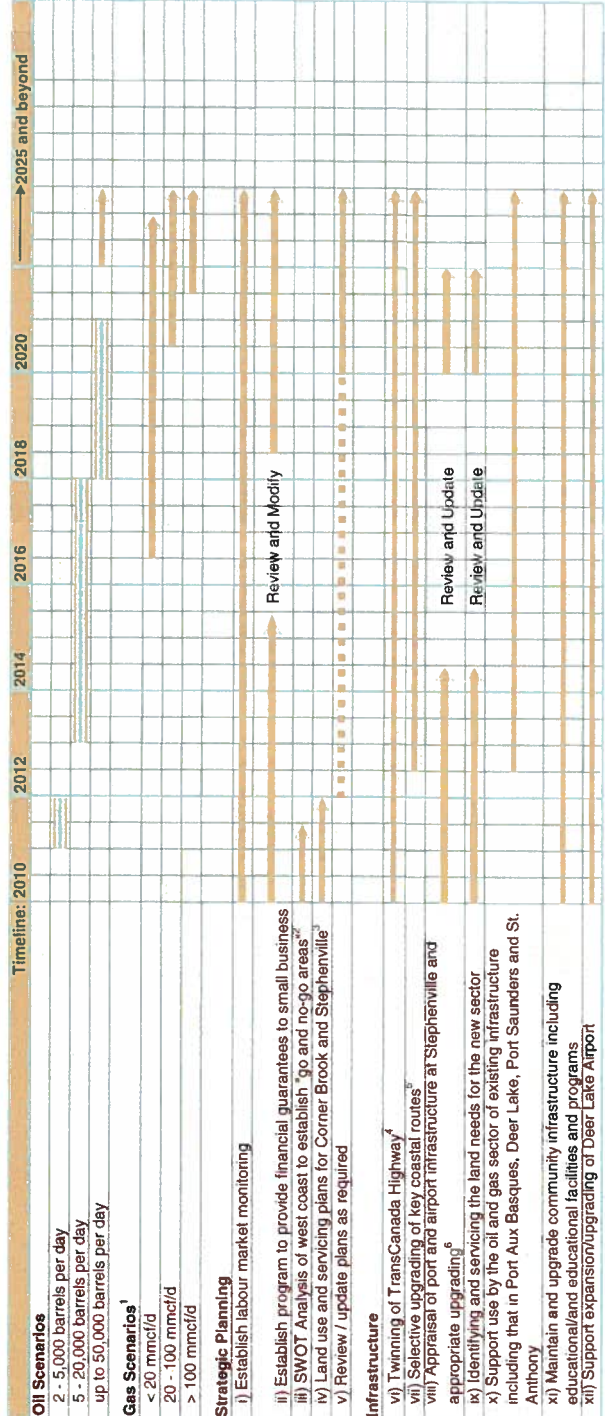 Timeline: 2010 2012 2014 2016 2018 2020 2025 and beyond
Oil Scenarios
2 - 5,000 barrels per day
5 - 20,000 barrels per day
up to 50,000 barrels per day
Gas Scenarios¹
< 20 mmcf/d
20 - 100 mmcf/d
> 100 mmcf/d
Strategic Planning
i) Establish labour market monitoring
ii) Establish program to provide financial guarantees to small business Review and Modify
iii) SWOT Analysis of west coast to establish "go and no-go areas"²
iv) Land use and servicing plans for Corner Brook and Stephenville³
v) Review / update plans as required
Infrastructure
vi) Twinning of TransCanada Highway⁴
vii) Selective upgrading of key coastal routes⁵
viii) Appraisal of port and airport infrastructure at Stephenville and
appropriate upgrading⁶ Review and Update
ix) Identifying and servicing the land needs for the new sector Review and Update
x) Support use by the oil and gas sector of existing infrastructure
including that in Port Aux Basques, Deer Lake, Port Saunders and St.
Anthony
xi) Maintain and upgrade community infrastructure including
educational/and educational facilities and programs
xii) Support expansion/upgrading of Deer Lake Airport